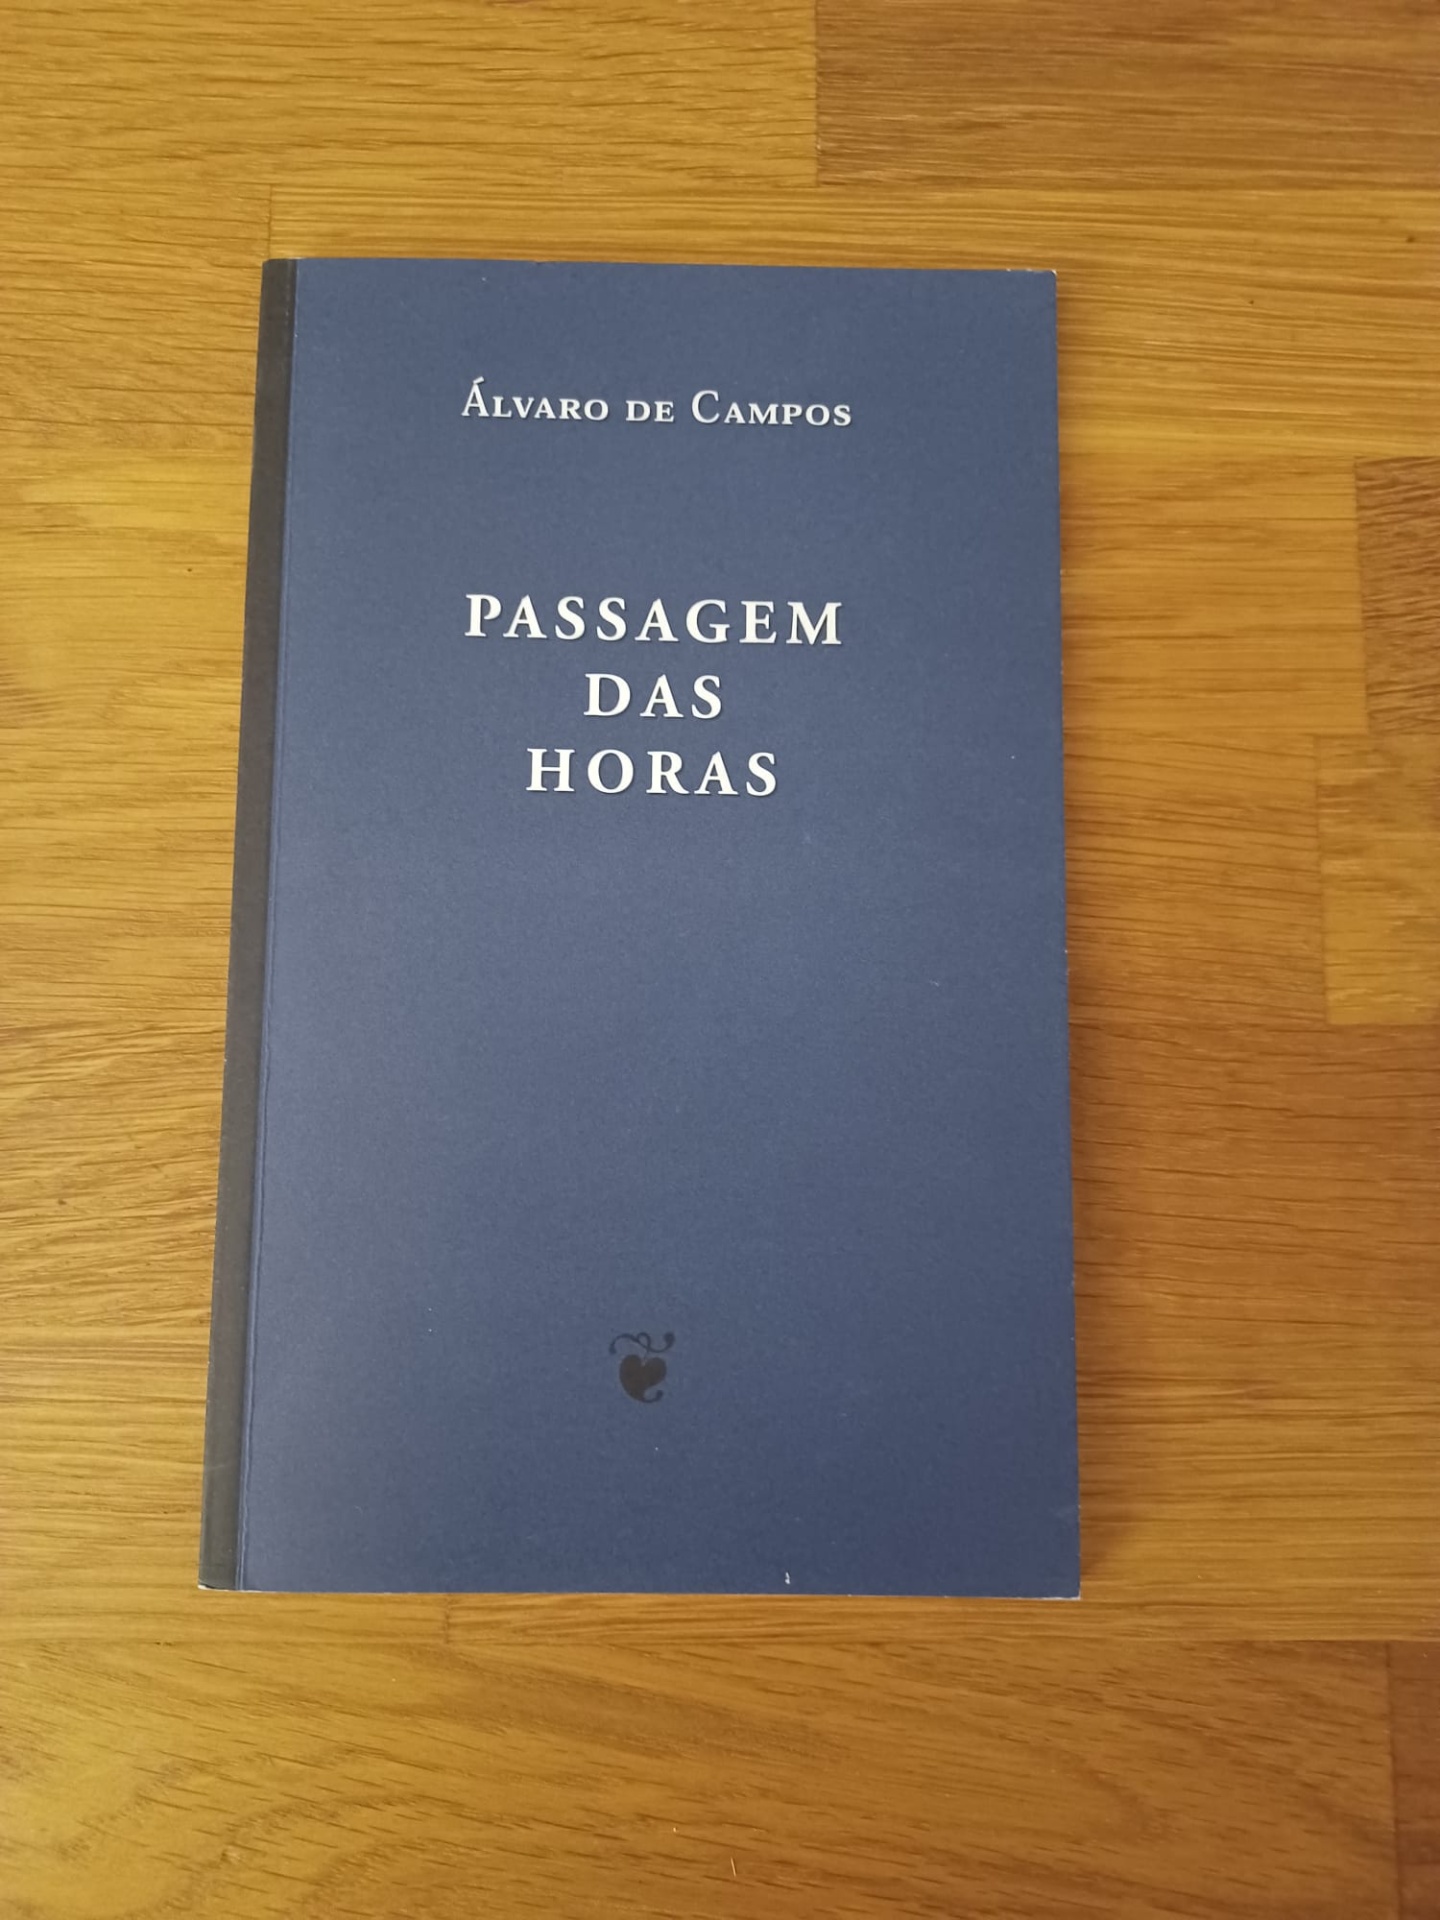 Álvaro de Campos
PASSAGEM
DAS
HORAS